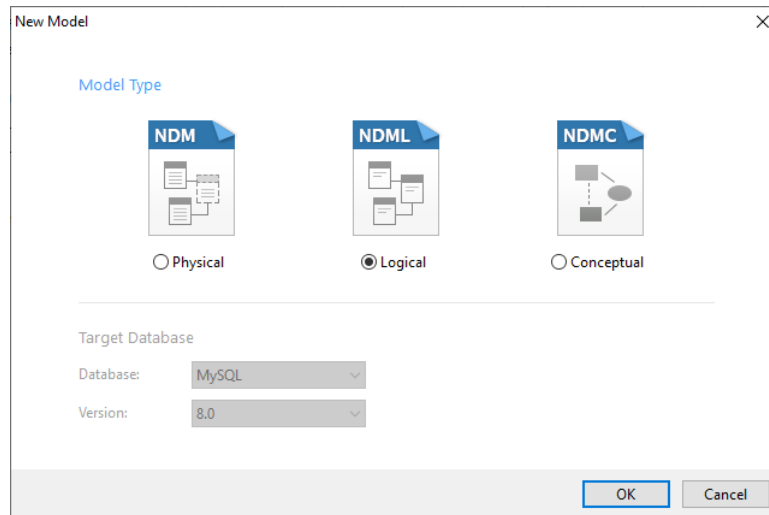 New Model
Model Type
NDM NDML NDMC
Physical Logical Conceptual
Target Database
Database: MySQL
Version: 8.0
OK Cancel